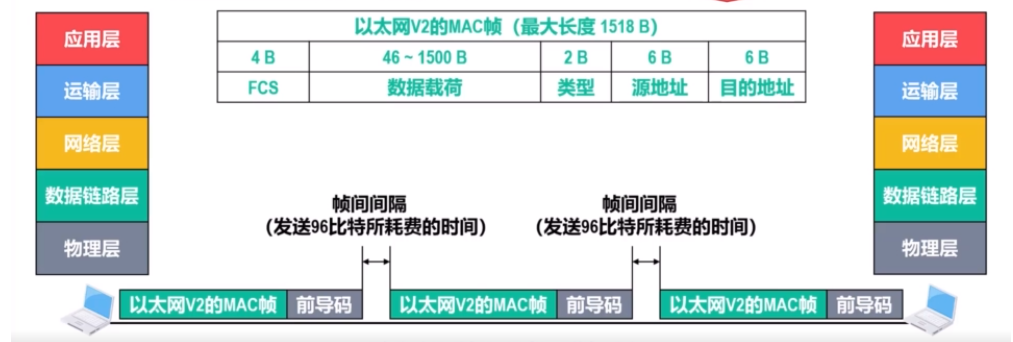 应用层
运输层
网络层
数据链路层
物理层
以太网V2的MAC帧（最大长度 1518 B）
4 B 46 ~ 1500 B 2 B 6 B 6 B
FCS 数据载荷 类型 源地址 目的地址
应用层
运输层
网络层
数据链路层
物理层
帧间间隔
（发送96比特所耗费的时间）
帧间间隔
（发送96比特所耗费的时间）
以太网V2的MAC帧 前导码 以太网V2的MAC帧 前导码 以太网V2的MAC帧 前导码